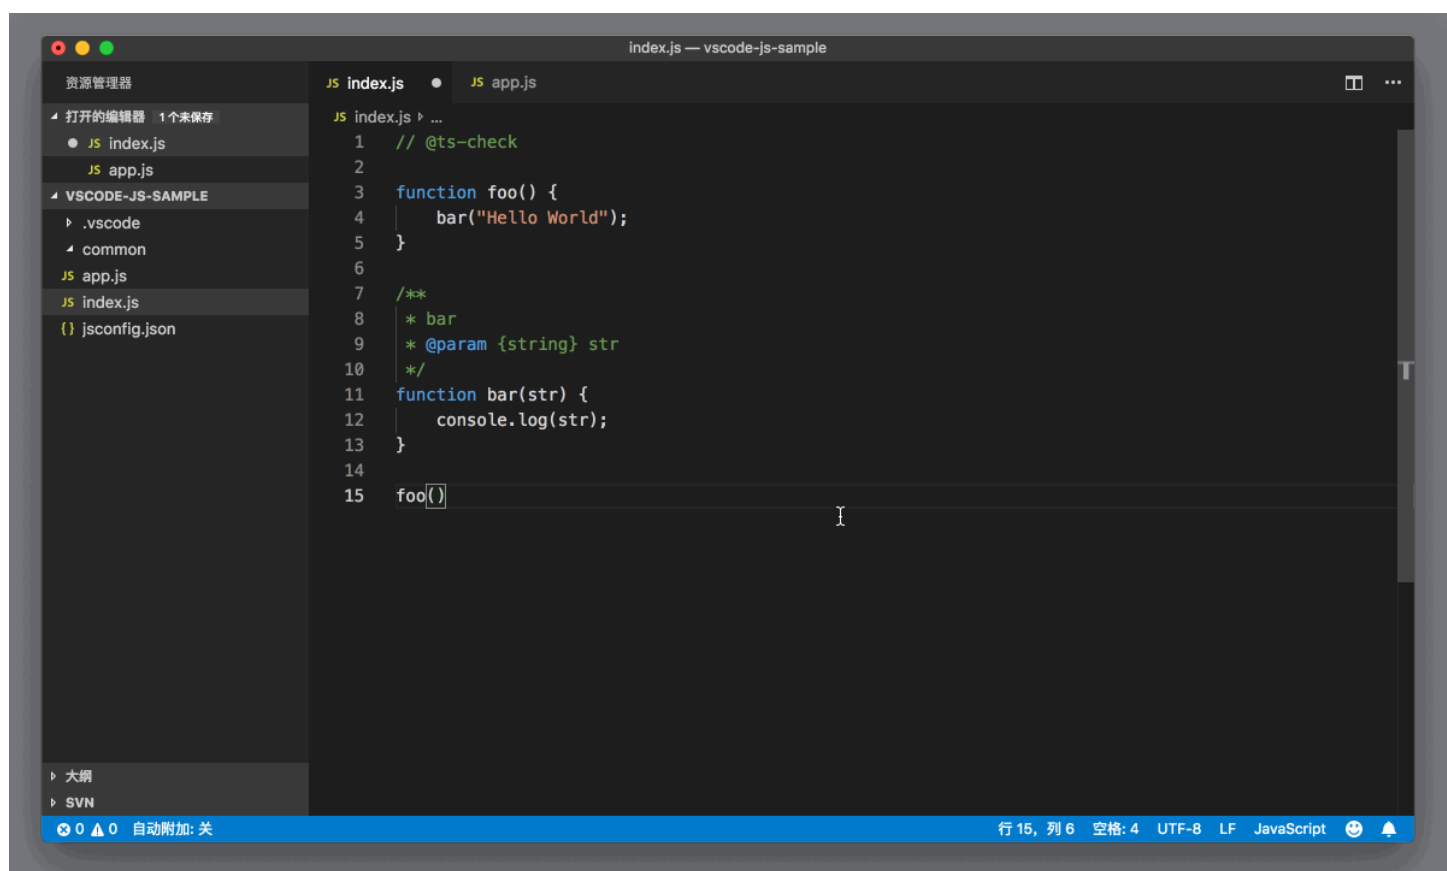 index.js — vscode-js-sample
资源管理器
打开的编辑器 1 个未保存
JS index.js
JS app.js
VSCODE-JS-SAMPLE
.vscode
common
JS app.js
JS index.js
{} jsconfig.json
大纲
SVN
JS index.js JS app.js
JS index.js ...
1 // @ts-check
2
3 function foo() {
4 bar("Hello World");
5 }
6
7 /**
8 * bar
9 * @param {string} str
10 */
11 function bar(str) {
12 console.log(str);
13 }
14
15 foo()
T
0 0 自动附加: 关 行 15，列 6 空格: 4 UTF-8 LF JavaScript